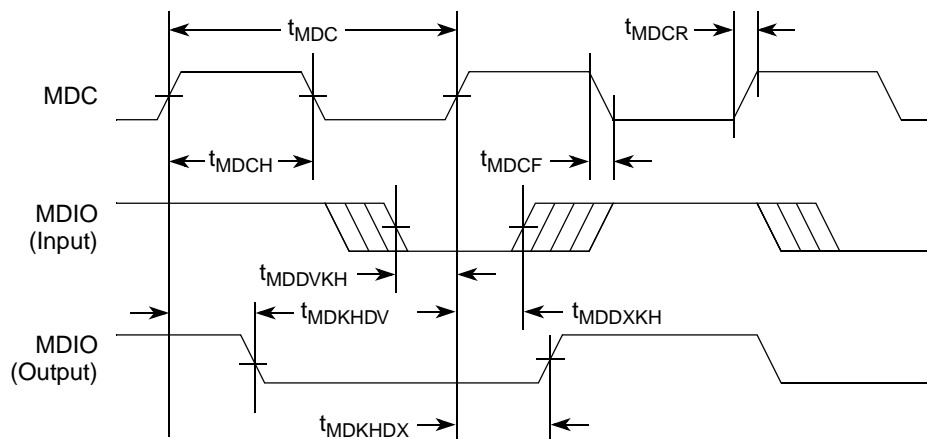 tMDC
tMDCR
MDC
tMDCH
tMDCF
MDIO
(Input)
tMDDVKH
tMDKHDV
tMDDXKH
MDIO
(Output)
tMDKHDX